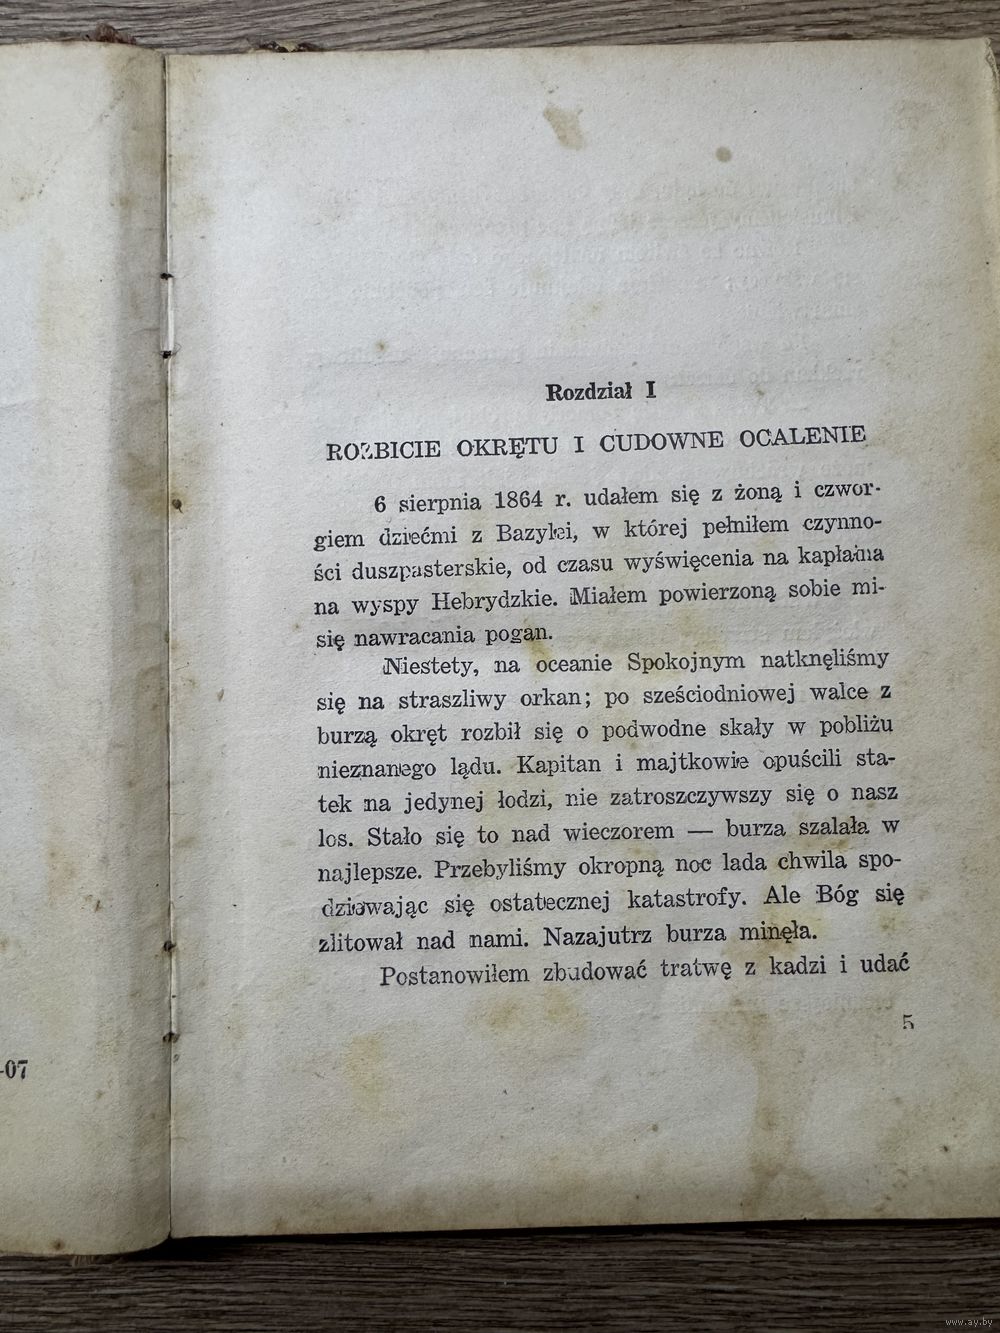 Rozdział I
ROZBICIE OKRĘTU I CUDOWNE OCALENIE
6 sierpnia 1864 r. udałem się z żoną i czwor-
giem dziećmi z Bazylei, w której pełniłem czynno-
ści duszpasterskie, od czasu wyświęcenia na kapłana
na wyspy Hebrydzkie. Miałem powierzoną sobie mi-
się nawracania pogan.
Niestety, na oceanie Spokojnym natknęliśmy
się na straszliwy orkan; po sześciodniowej walce z
burzą okręt rozbił się o podwodne skały w pobliżu
nieznanego lądu. Kapitan i majtkowie opuścili sta-
tek na jedynej łodzi, nie zatroszczywszy się o nasz
los. Stało się to nad wieczorem — burza szalała w
najlepsze. Przebyliśmy okropną noc lada chwila spo-
dziewając się ostatecznej katastrofy. Ale Bóg się
zlitował nad nami. Nazajutrz burza minęła.
Postanowiłem zbudować tratwę z kadzi i udać
5
-07
www.ay.by